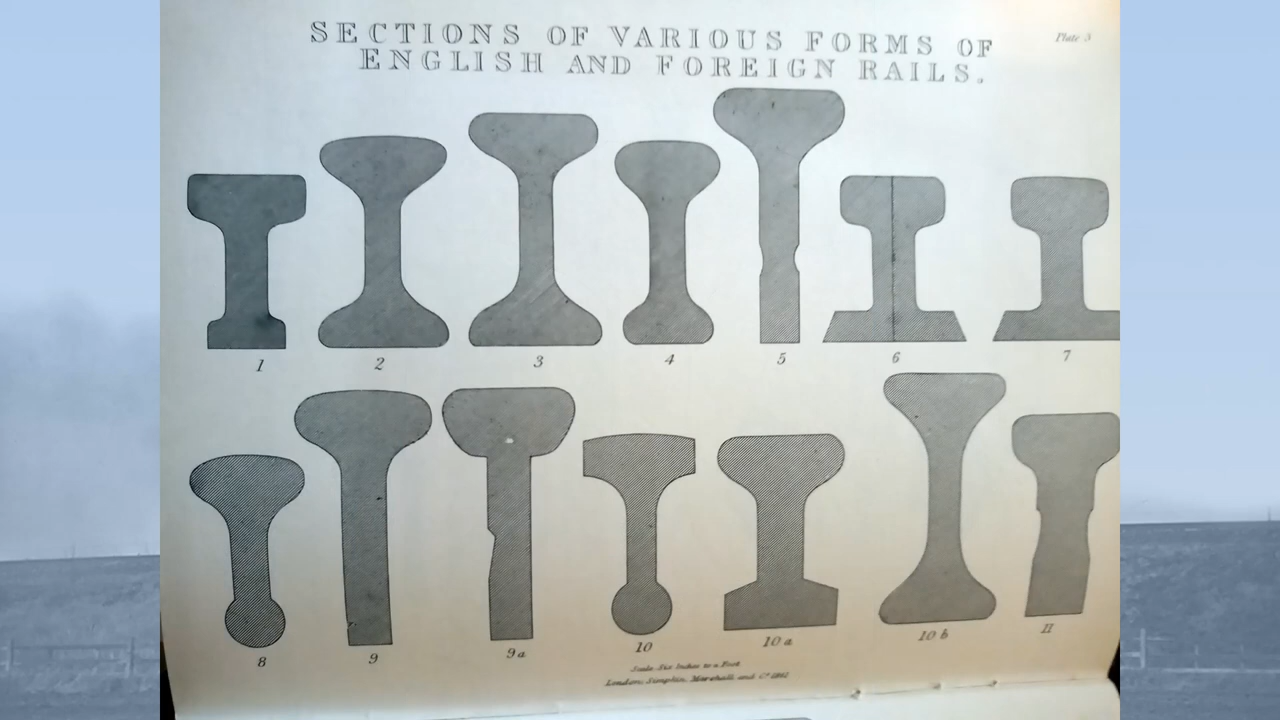 SECTIONS OF VARIOUS FORMS OF
Plate 3
ENGLISH AND FOREIGN RAILS.
1 2 3 4 5 6 7
8 9 9a 10 10a 10b 11
Scale-Six Inches to a Foot
London, Simpkin, Marshall and Co